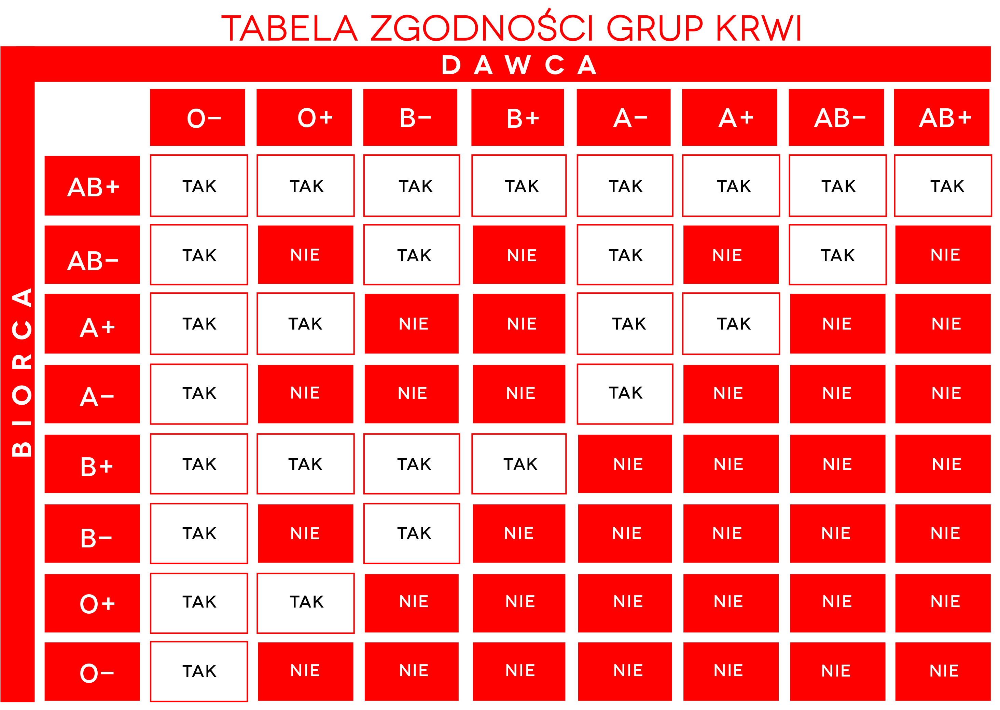 TABELA ZGODNOŚCI GRUP KRWI
DAWCA
BIORCA
O- O+ B- B+ A- A+ AB- AB+
AB+ TAK TAK TAK TAK TAK TAK TAK TAK
AB- TAK NIE TAK NIE TAK NIE TAK NIE
A+ TAK TAK NIE NIE TAK TAK NIE NIE
A- TAK NIE NIE NIE TAK NIE NIE NIE
B+ TAK TAK TAK TAK NIE NIE NIE NIE
B- TAK NIE TAK NIE NIE NIE NIE NIE
O+ TAK TAK NIE NIE NIE NIE NIE NIE
O- TAK NIE NIE NIE NIE NIE NIE NIE